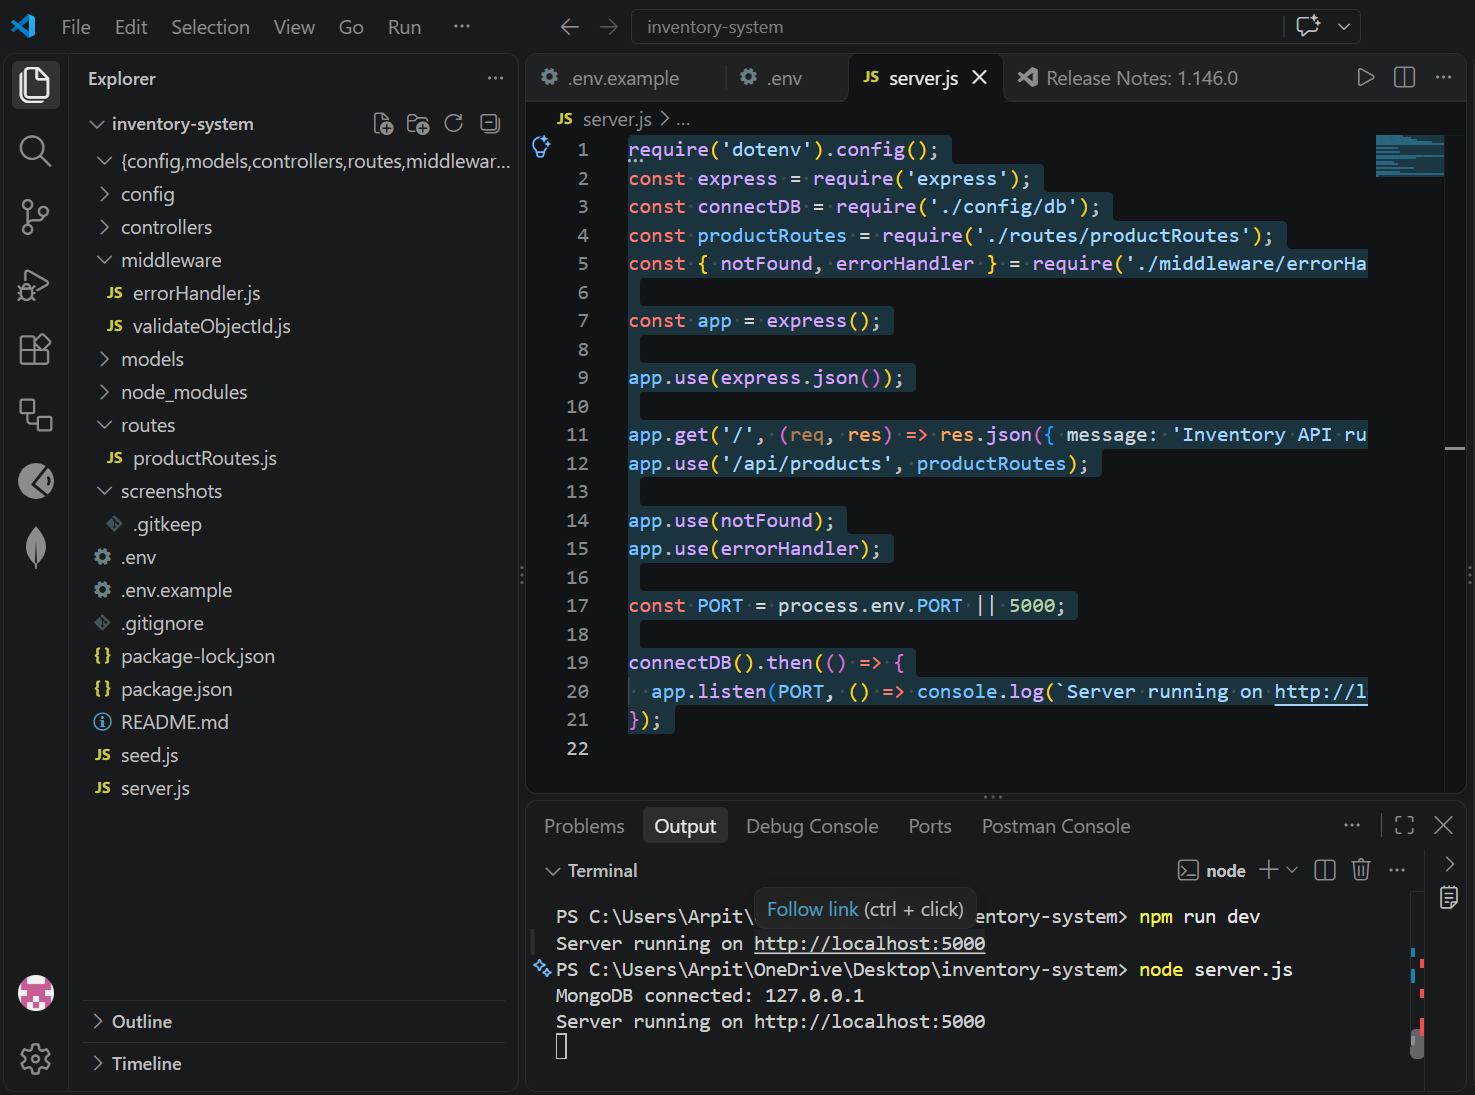 File Edit Selection View Go Run ...
inventory-system
Explorer
inventory-system
{config,models,controllers,routes,middlewar...
config
controllers
middleware
JS errorHandler.js
JS validateObjectId.js
models
node_modules
routes
JS productRoutes.js
screenshots
.gitkeep
.env
.env.example
.gitignore
{} package-lock.json
{} package.json
README.md
JS seed.js
JS server.js
Outline
Timeline
.env.example .env JS server.js Release Notes: 1.146.0
JS server.js > ...
1 require('dotenv').config();
2 const express = require('express');
3 const connectDB = require('./config/db');
4 const productRoutes = require('./routes/productRoutes');
5 const { notFound, errorHandler } = require('./middleware/errorHa
6
7 const app = express();
8
9 app.use(express.json());
10
11 app.get('/', (req, res) => res.json({ message: 'Inventory API ru
12 app.use('/api/products', productRoutes);
13
14 app.use(notFound);
15 app.use(errorHandler);
16
17 const PORT = process.env.PORT || 5000;
18
19 connectDB().then(() => {
20   app.listen(PORT, () => console.log(`Server running on http://l
21 });
22
Problems Output Debug Console Ports Postman Console
Terminal
node
Follow link (ctrl + click)
PS C:\Users\Arpit\ entory-system> npm run dev
Server running on http://localhost:5000
PS C:\Users\Arpit\OneDrive\Desktop\inventory-system> node server.js
MongoDB connected: 127.0.0.1
Server running on http://localhost:5000